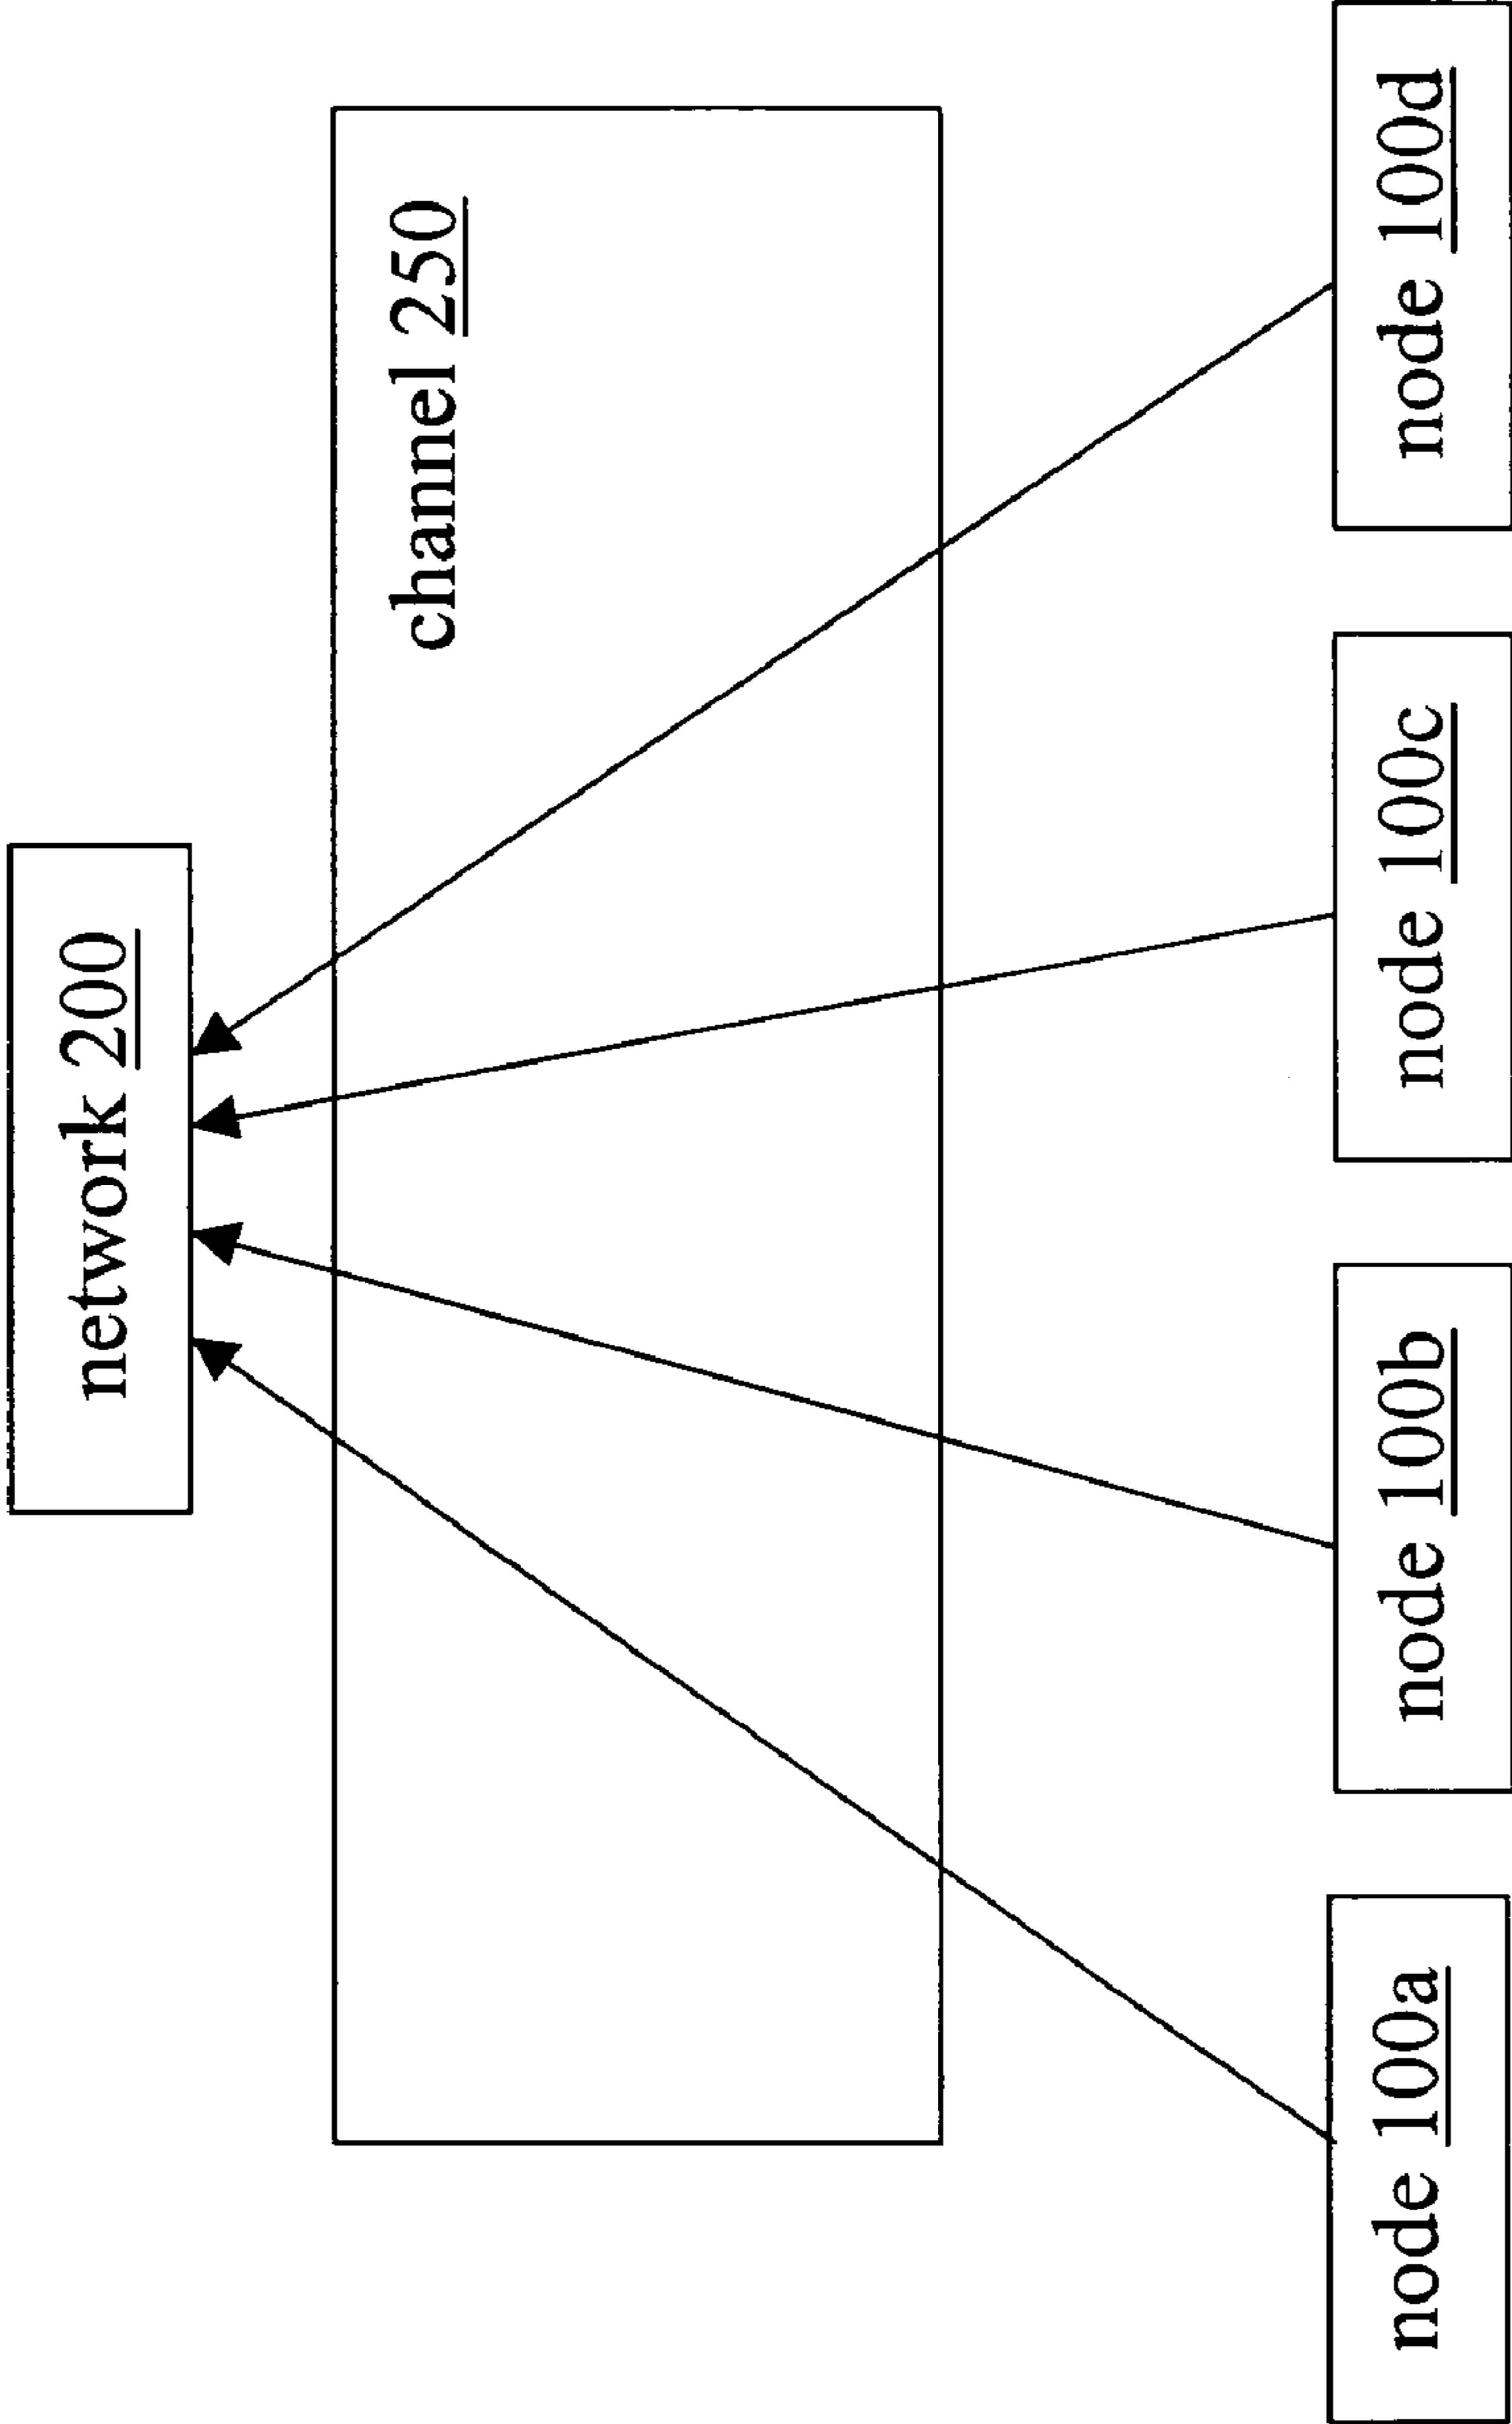 network 200
channel 250
node 100a
node 100b
node 100c
node 100d